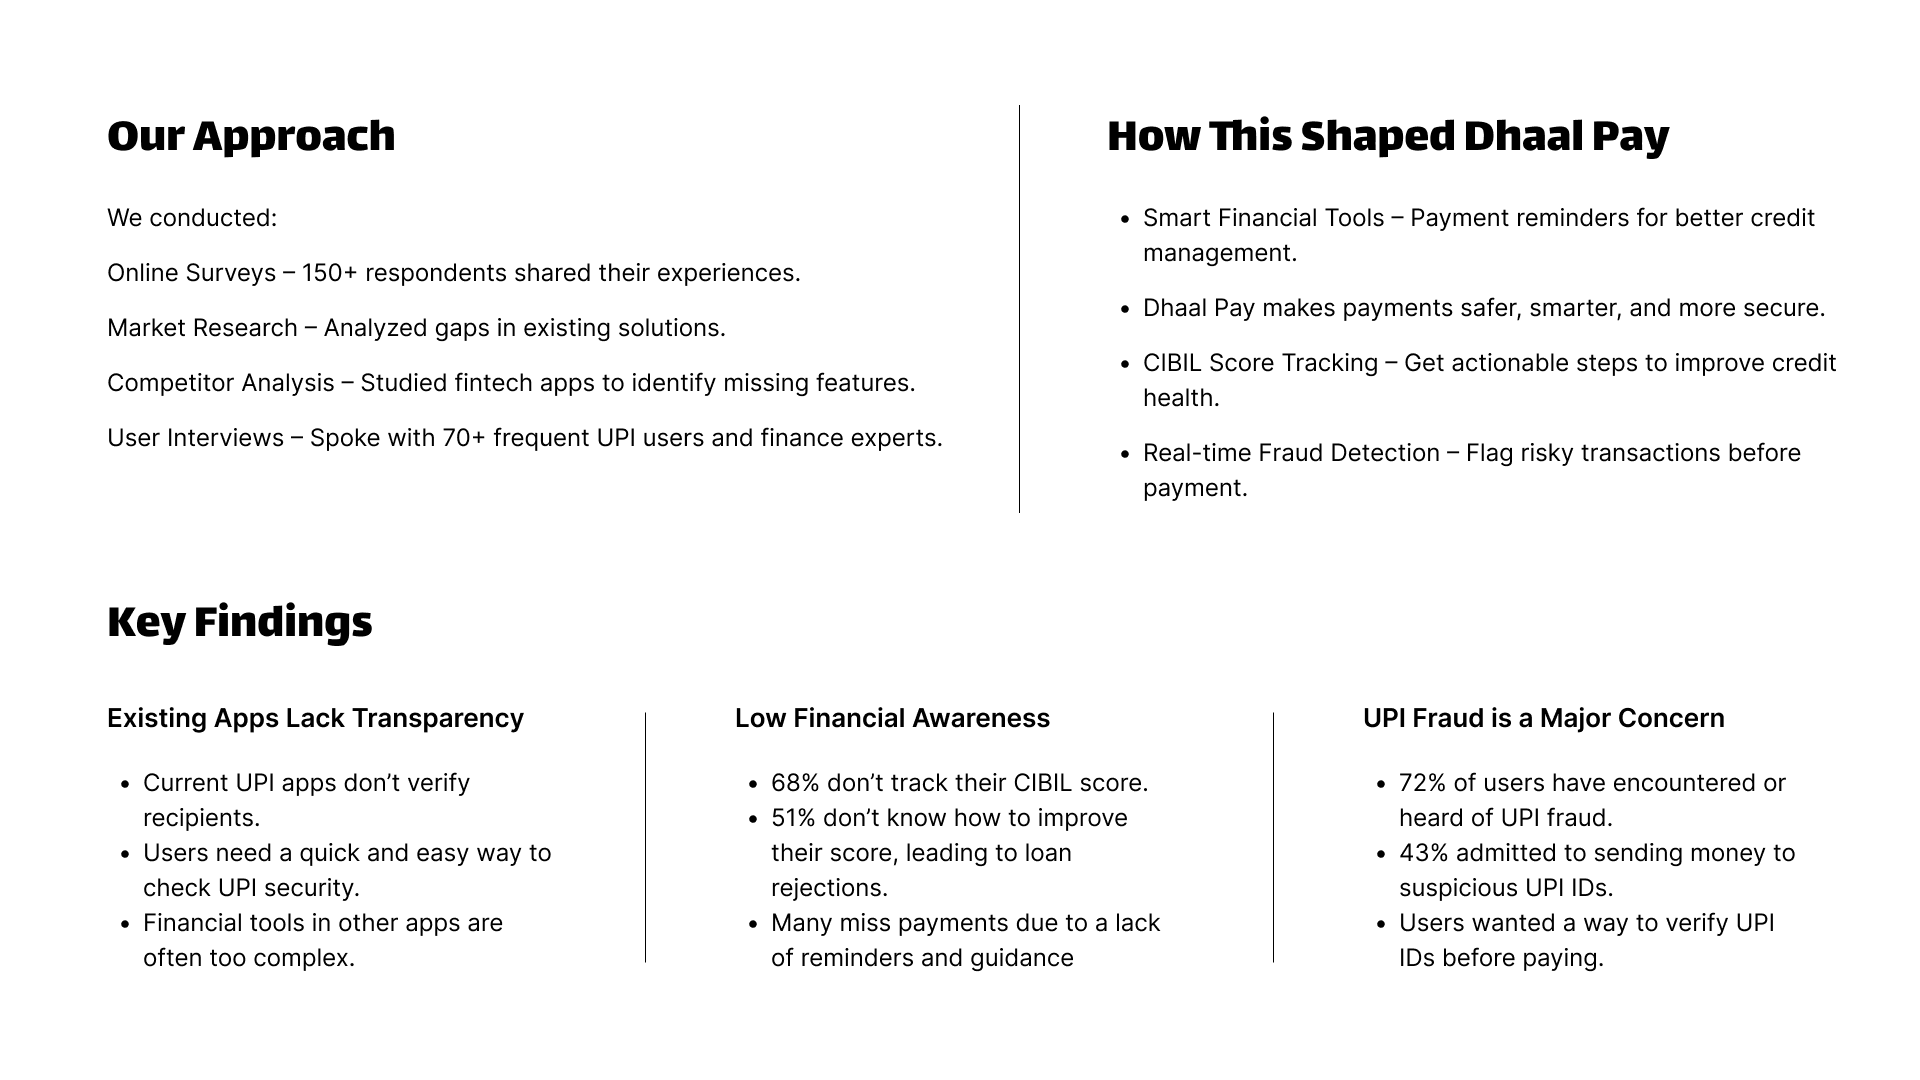 Our Approach
We conducted:
Online Surveys – 150+ respondents shared their experiences.
Market Research – Analyzed gaps in existing solutions.
Competitor Analysis – Studied fintech apps to identify missing features.
User Interviews – Spoke with 70+ frequent UPI users and finance experts.
How This Shaped Dhaal Pay
• Smart Financial Tools – Payment reminders for better credit
management.
• Dhaal Pay makes payments safer, smarter, and more secure.
• CIBIL Score Tracking – Get actionable steps to improve credit
health.
• Real-time Fraud Detection – Flag risky transactions before
payment.
Key Findings
Existing Apps Lack Transparency
• Current UPI apps don’t verify
recipients.
• Users need a quick and easy way to
check UPI security.
• Financial tools in other apps are
often too complex.
Low Financial Awareness
• 68% don’t track their CIBIL score.
• 51% don’t know how to improve
their score, leading to loan
rejections.
• Many miss payments due to a lack
of reminders and guidance
UPI Fraud is a Major Concern
• 72% of users have encountered or
heard of UPI fraud.
• 43% admitted to sending money to
suspicious UPI IDs.
• Users wanted a way to verify UPI
IDs before paying.